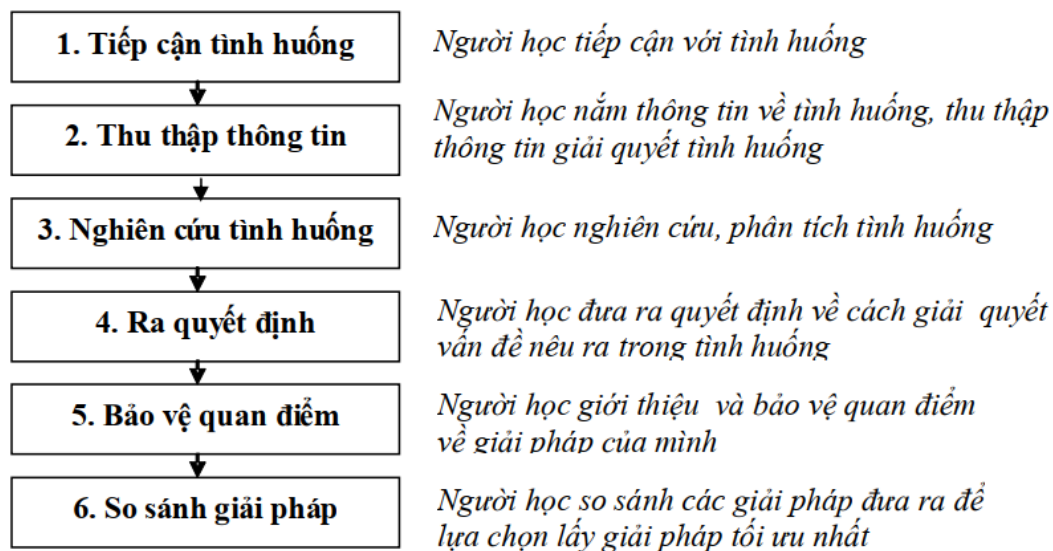 1. Tiếp cận tình huống
Người học tiếp cận với tình huống
2. Thu thập thông tin
Người học nắm thông tin về tình huống, thu thập
thông tin giải quyết tình huống
3. Nghiên cứu tình huống
Người học nghiên cứu, phân tích tình huống
4. Ra quyết định
Người học đưa ra quyết định về cách giải quyết
vấn đề nêu ra trong tình huống
5. Bảo vệ quan điểm
Người học giới thiệu và bảo vệ quan điểm
về giải pháp của mình
6. So sánh giải pháp
Người học so sánh các giải pháp đưa ra để
lựa chọn lấy giải pháp tối ưu nhất